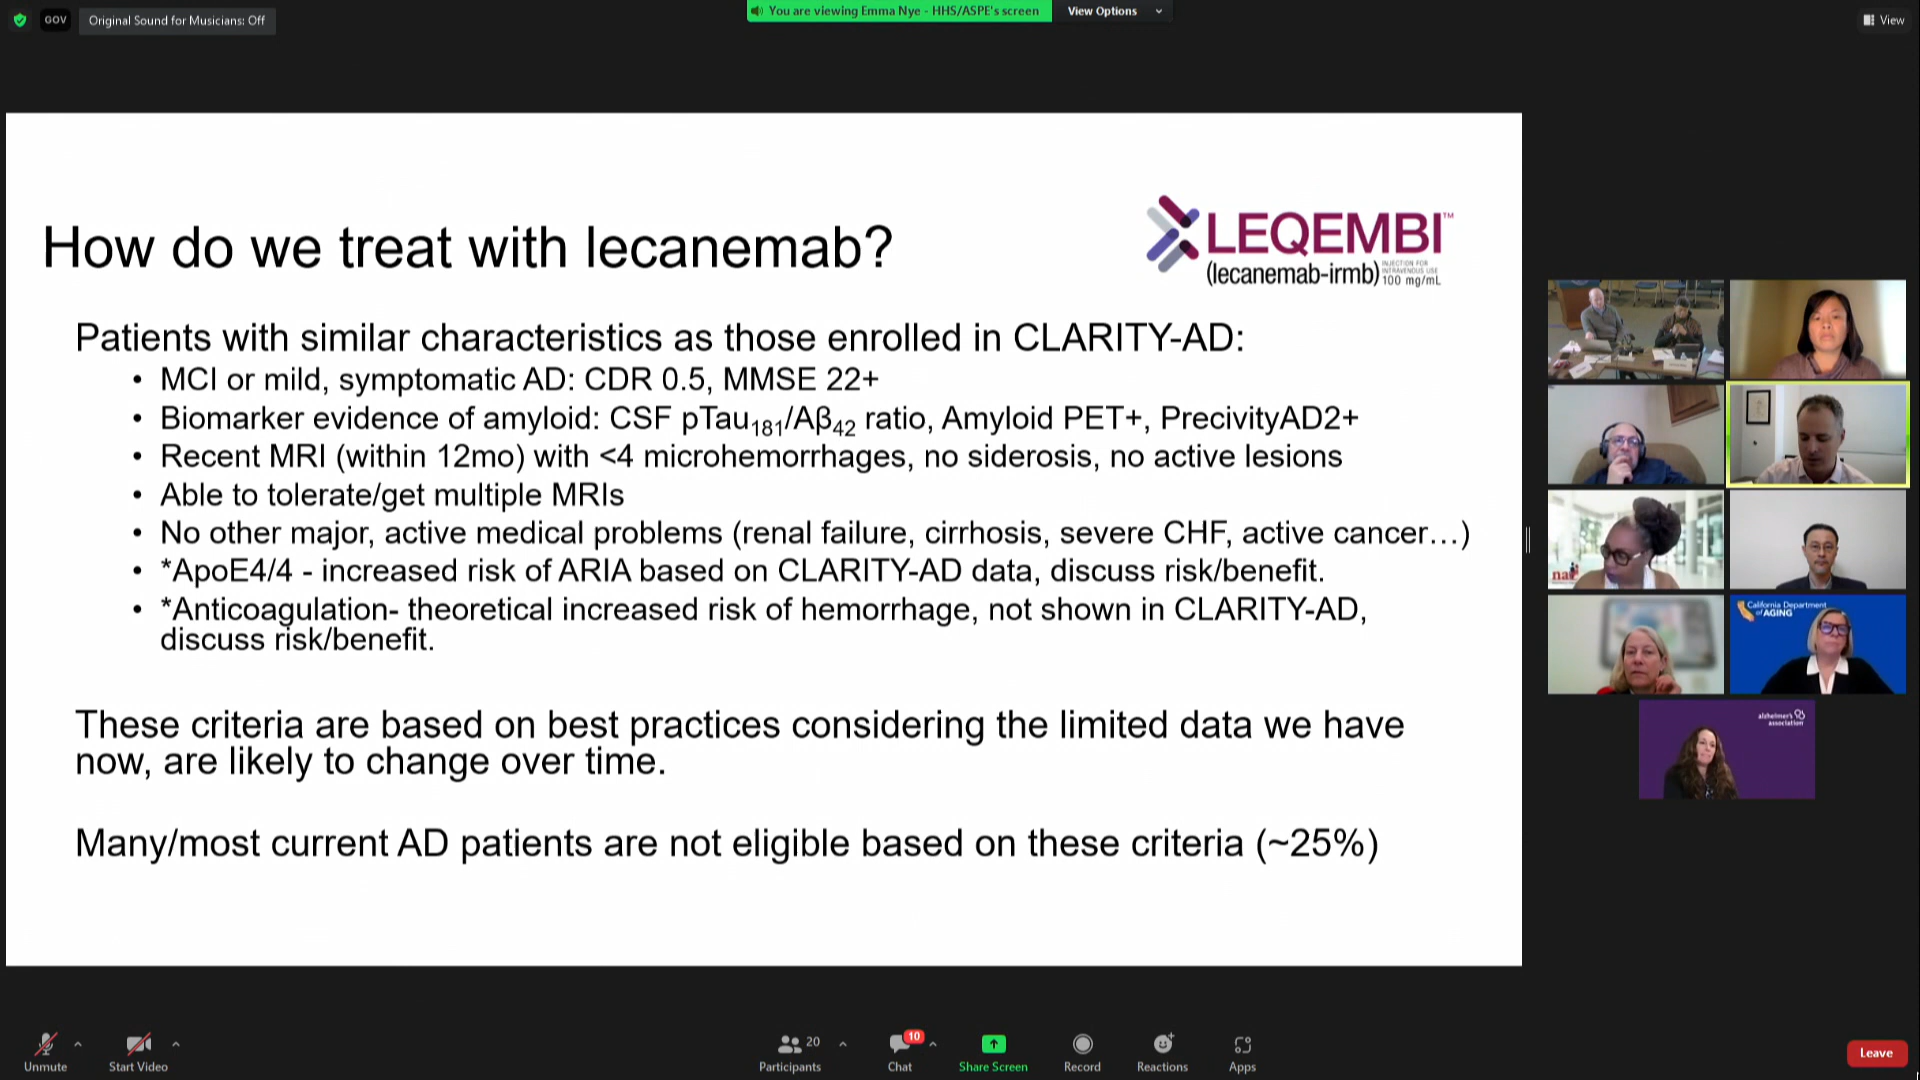 GOV
Original Sound for Musicians: Off
You are viewing Emma Nye - HHS/ASPE's screen
View Options
View
How do we treat with lecanemab?
LEQEMBI™
(lecanemab-irmb)
INJECTION FOR
INTRAVENOUS USE
100 mg/mL
Patients with similar characteristics as those enrolled in CLARITY-AD:
• MCI or mild, symptomatic AD: CDR 0.5, MMSE 22+
• Biomarker evidence of amyloid: CSF pTau₁₈₁/Aβ₄₂ ratio, Amyloid PET+, PrecivityAD2+
• Recent MRI (within 12mo) with <4 microhemorrhages, no siderosis, no active lesions
• Able to tolerate/get multiple MRIs
• No other major, active medical problems (renal failure, cirrhosis, severe CHF, active cancer…)
• *ApoE4/4 - increased risk of ARIA based on CLARITY-AD data, discuss risk/benefit.
• *Anticoagulation- theoretical increased risk of hemorrhage, not shown in CLARITY-AD,
discuss risk/benefit.
These criteria are based on best practices considering the limited data we have
now, are likely to change over time.
Many/most current AD patients are not eligible based on these criteria (~25%)
California Department
of AGING
alzheimer's
association
Unmute
Start Video
20
Participants
10
Chat
Share Screen
Record
Reactions
Apps
Leave